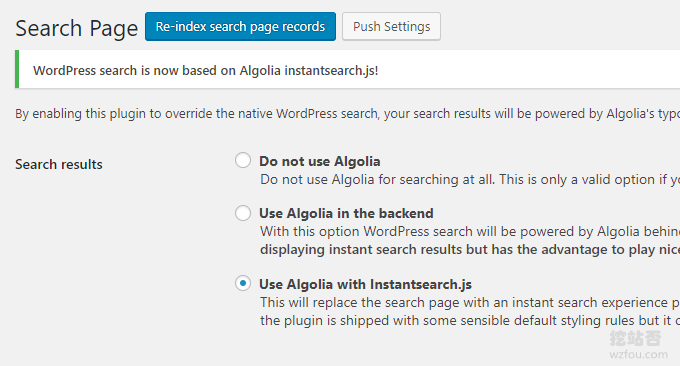 Search Page Re-index search page records Push Settings
WordPress search is now based on Algolia instantsearch.js!
By enabling this plugin to override the native WordPress search, your search results will be powered by Algolia's
Search results
Do not use Algolia
Do not use Algolia for searching at all. This is only a valid option if
Use Algolia in the backend
With this option WordPress search will be powered by Algolia
displaying instant search results but has the advantage to play
Use Algolia with Instantsearch.js
This will replace the search page with an instant search experience
the plugin is shipped with some sensible default styling rules but it
挖站否
wzfou.com